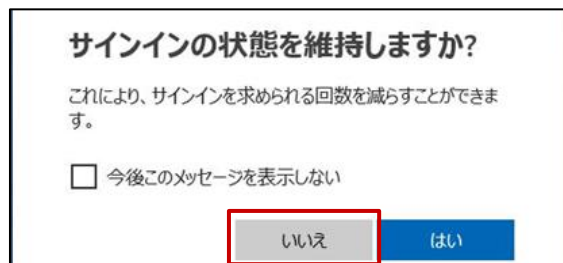 サインインの状態を維持しますか?
これにより、サインインを求められる回数を減らすことができま
す。
今後このメッセージを表示しない
いいえ
はい